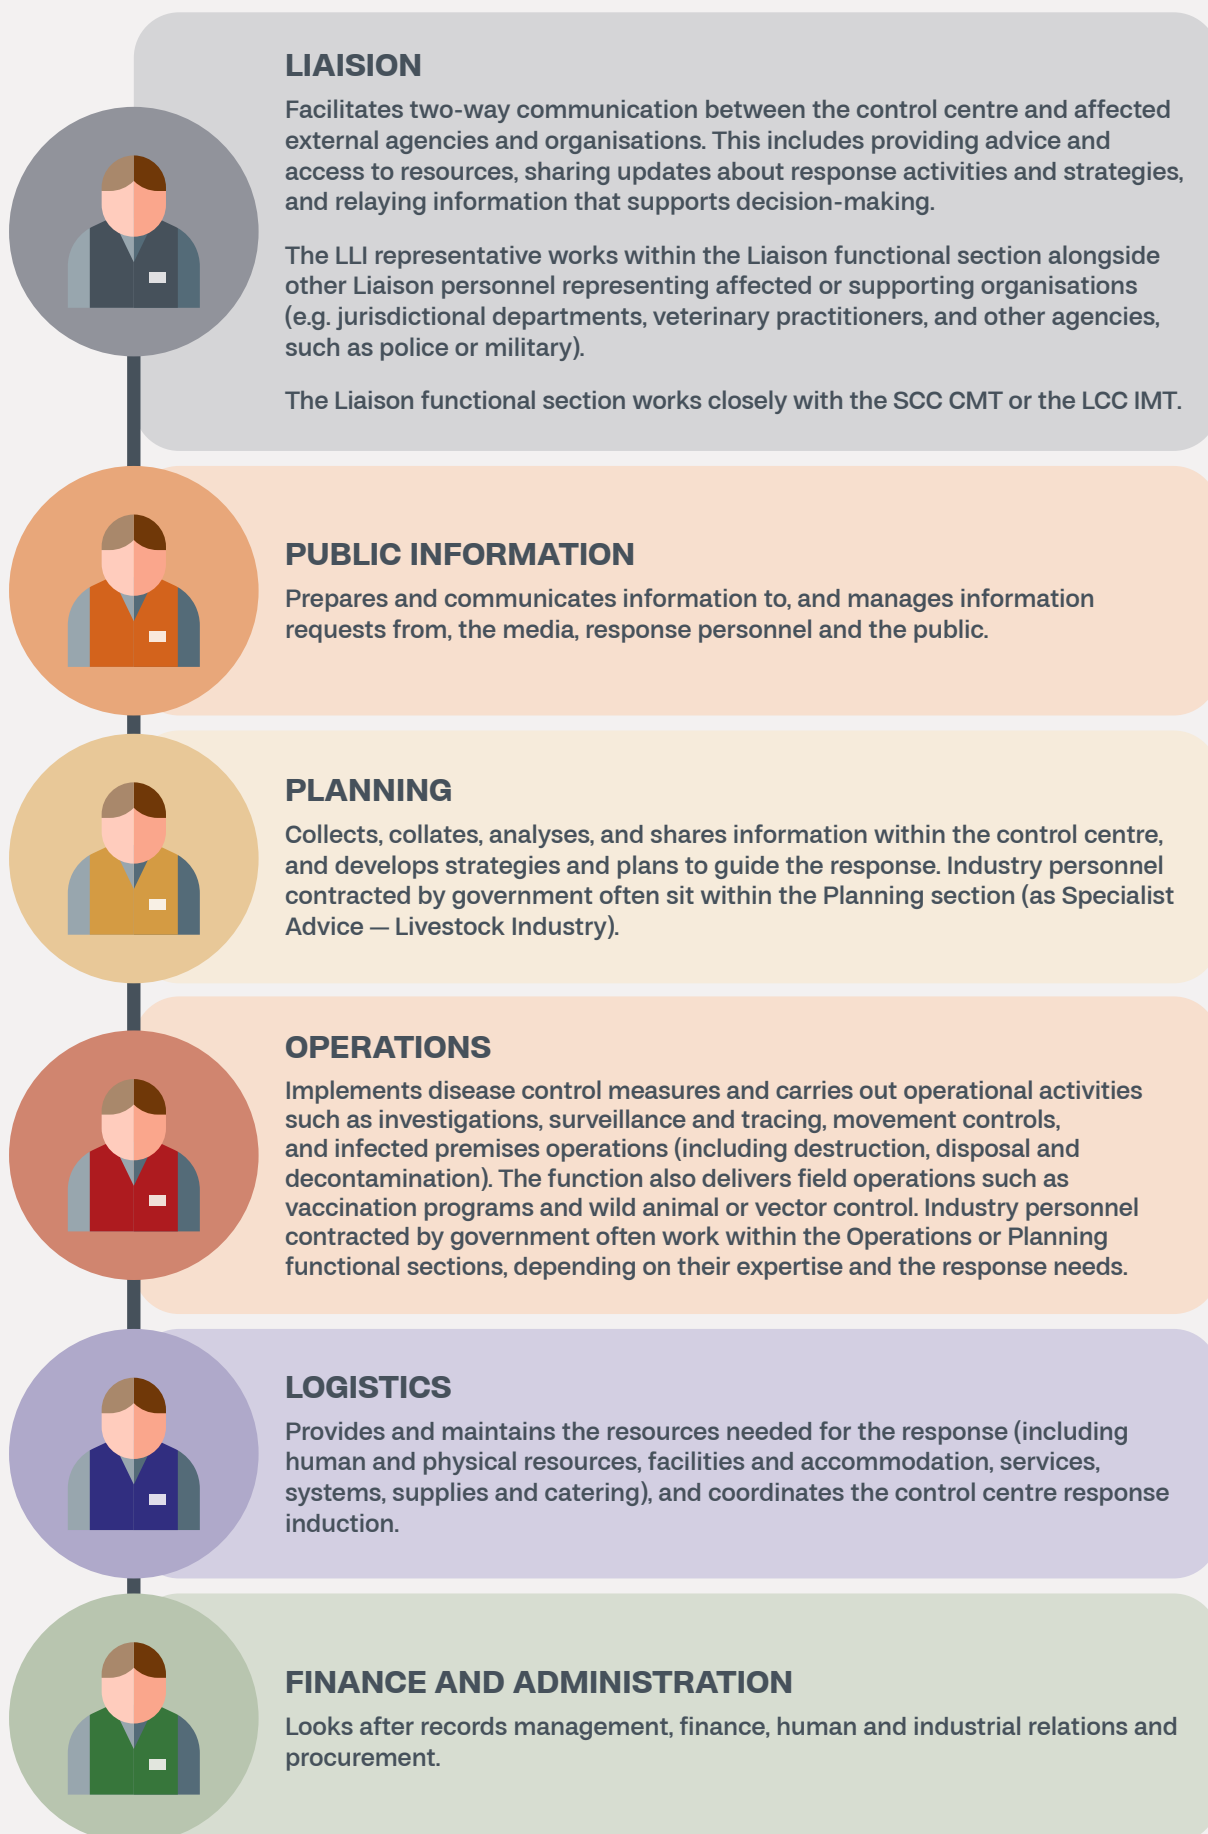 LIAISION
Facilitates two-way communication between the control centre and affected
external agencies and organisations. This includes providing advice and
access to resources, sharing updates about response activities and strategies,
and relaying information that supports decision-making.
The LLI representative works within the Liaison functional section alongside
other Liaison personnel representing affected or supporting organisations
(e.g. jurisdictional departments, veterinary practitioners, and other agencies,
such as police or military).
The Liaison functional section works closely with the SCC CMT or the LCC IMT.
PUBLIC INFORMATION
Prepares and communicates information to, and manages information
requests from, the media, response personnel and the public.
PLANNING
Collects, collates, analyses, and shares information within the control centre,
and develops strategies and plans to guide the response. Industry personnel
contracted by government often sit within the Planning section (as Specialist
Advice — Livestock Industry).
OPERATIONS
Implements disease control measures and carries out operational activities
such as investigations, surveillance and tracing, movement controls,
and infected premises operations (including destruction, disposal and
decontamination). The function also delivers field operations such as
vaccination programs and wild animal or vector control. Industry personnel
contracted by government often work within the Operations or Planning
functional sections, depending on their expertise and the response needs.
LOGISTICS
Provides and maintains the resources needed for the response (including
human and physical resources, facilities and accommodation, services,
systems, supplies and catering), and coordinates the control centre response
induction.
FINANCE AND ADMINISTRATION
Looks after records management, finance, human and industrial relations and
procurement.